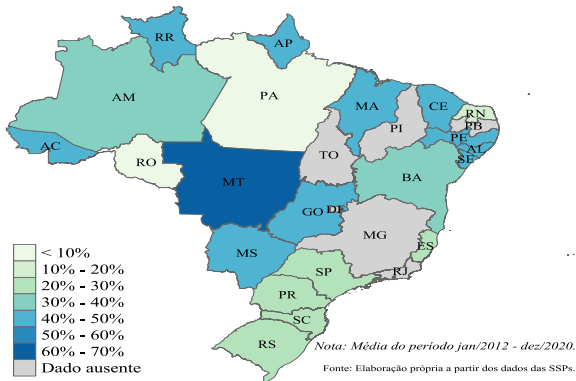 RR
AP
AM
PA
MA
CE
RN
PI
PB
PE
AC
AL
RO
TO
SE
MT
BA
GO
DF
MG
MS
ES
SP
RJ
PR
SC
RS
< 10%
10% - 20%
20% - 30%
30% - 40%
40% - 50%
50% - 60%
60% - 70%
Dado ausente
Nota: Média do período jan/2012 - dez/2020.
Fonte: Elaboração própria a partir dos dados das SSPs.